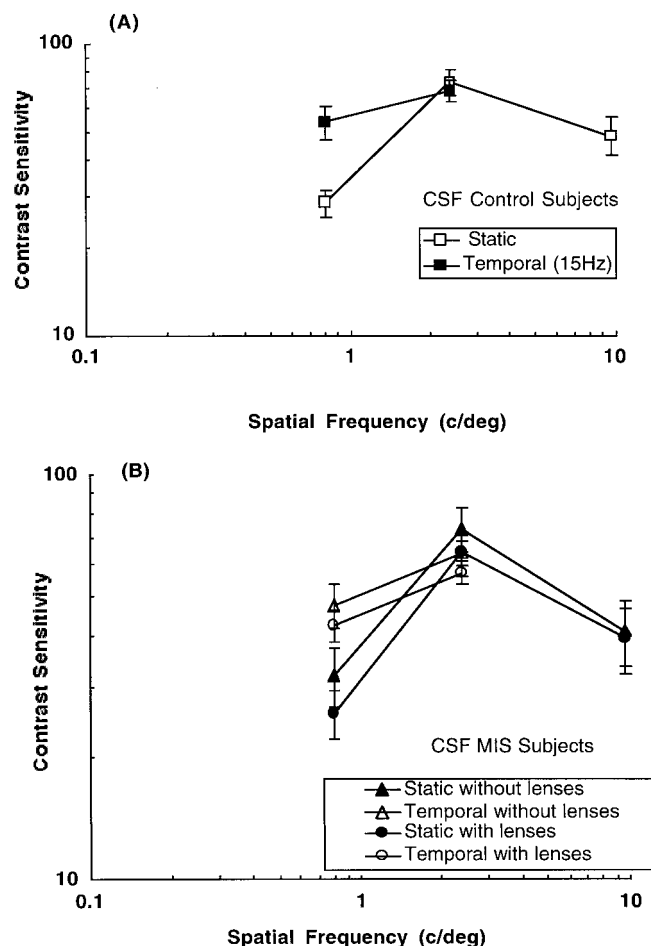 (A)
100
Contrast Sensitivity
CSF Control Subjects
Static
Temporal (15Hz)
10
0.1
1
10
Spatial Frequency (c/deg)
(B)
100
Contrast Sensitivity
CSF MIS Subjects
Static without lenses
Temporal without lenses
Static with lenses
Temporal with lenses
10
0.1
1
10
Spatial Frequency (c/deg)